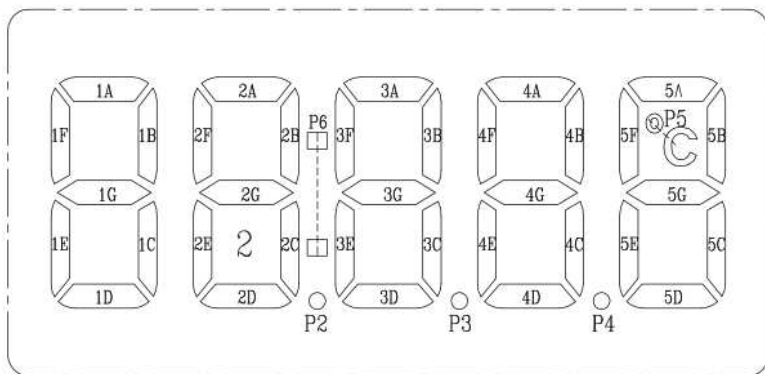 1A 2A 3A 4A 5A
1F 1B 2F 2B P6 3F 3B 4F 4B 5F P5 5B
C
1G 2G 3G 4G 5G
1E 1C 2E 2 2C 3E 3C 4E 4C 5E 5C
1D 2D 3D 4D 5D
P2 P3 P4